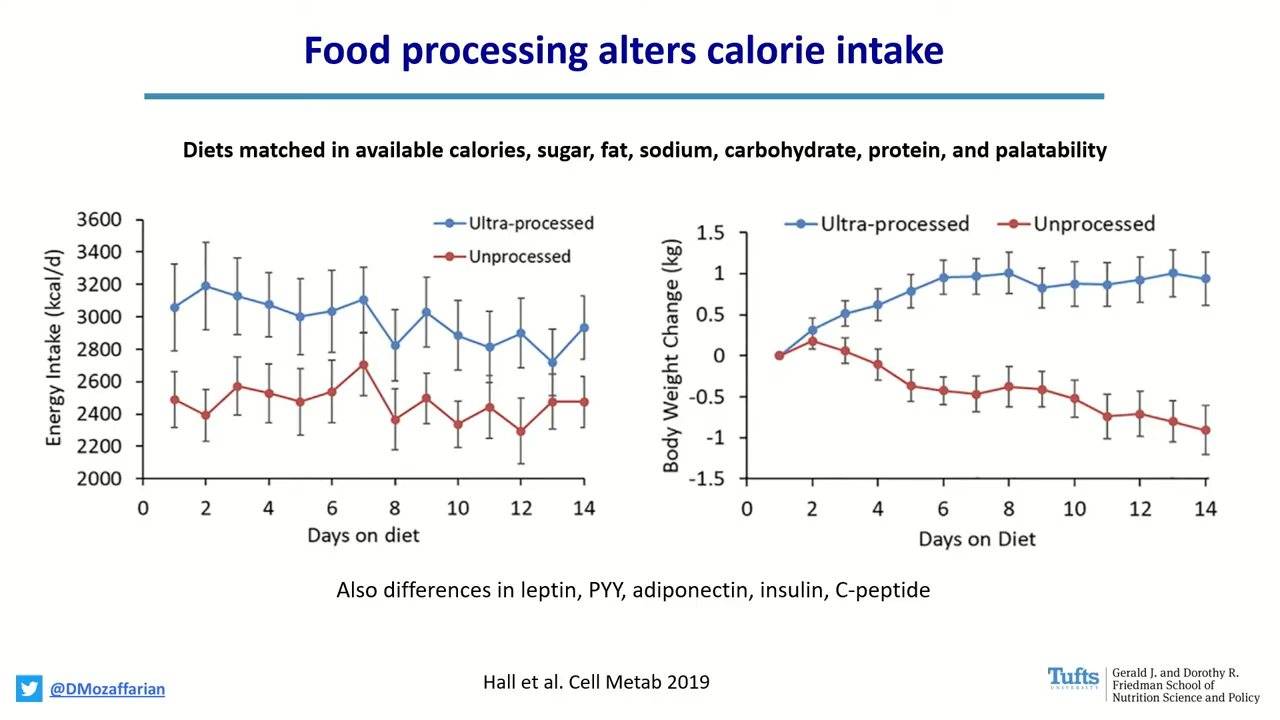 Food processing alters calorie intake
Diets matched in available calories, sugar, fat, sodium, carbohydrate, protein, and palatability
Energy Intake (kcal/d)
3600
3400
3200
3000
2800
2600
2400
2200
2000
Ultra-processed
Unprocessed
0 2 4 6 8 10 12 14
Days on diet
Body Weight Change (kg)
Ultra-processed Unprocessed
1.5
1
0.5
0
-0.5
-1
-1.5
0 2 4 6 8 10 12 14
Days on Diet
Also differences in leptin, PYY, adiponectin, insulin, C-peptide
@DMozaffarian
Hall et al. Cell Metab 2019
Tufts
UNIVERSITY
Gerald J. and Dorothy R.
Friedman School of
Nutrition Science and Policy